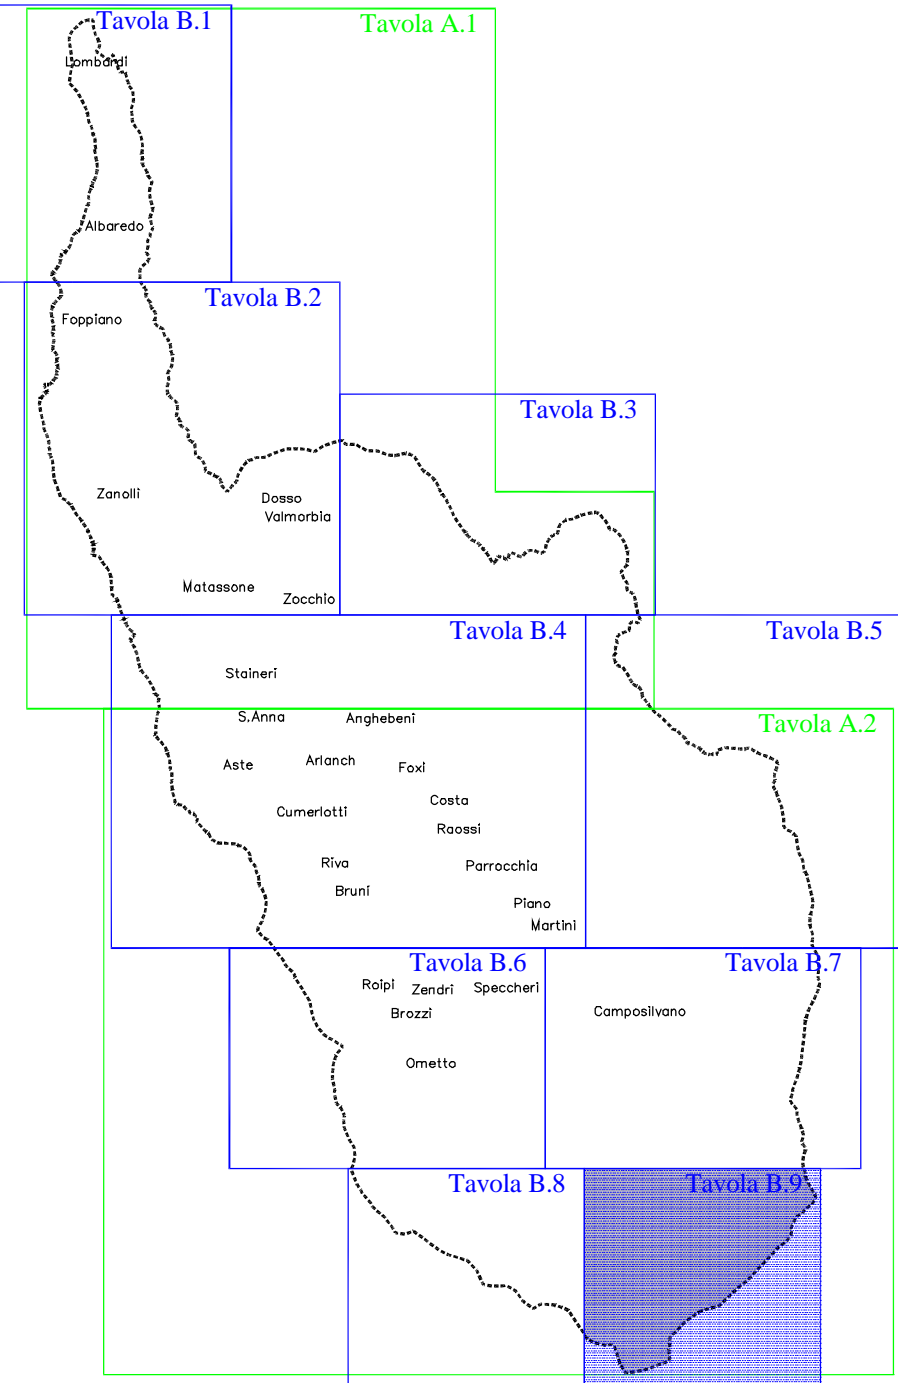 Tavola B.1
Tavola A.1
Lombardi
Albaredo
Tavola B.2
Foppiano
Tavola B.3
Zanolli
Dosso
Valmorbia
Matassone
Zocchio
Tavola B.4
Tavola B.5
Staineri
S.Anna
Anghebeni
Tavola A.2
Aste
Arlanch
Foxi
Costa
Cumerlotti
Raossi
Riva
Parrocchia
Bruni
Piano
Martini
Tavola B.6
Tavola B.7
Roipi
Zendri
Speccheri
Brozzi
Camposilvano
Ometto
Tavola B.8
Tavola B.9